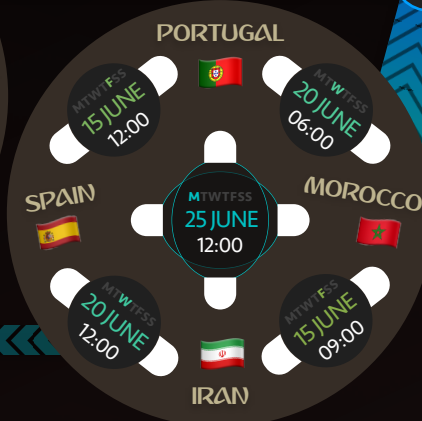 PORTUGAL
MTWTFSS
15 JUNE
12:00
MTWTFSS
20 JUNE
06:00
SPAIN
MOROCCO
MTWTFSS
25 JUNE
12:00
MTWTFSS
20 JUNE
12:00
MTWTFSS
15 JUNE
09:00
IRAN